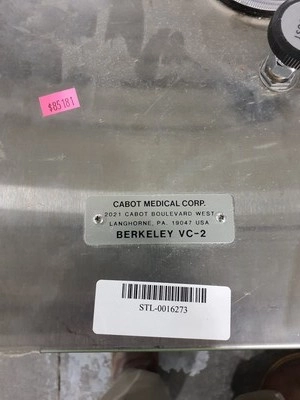 $85181
CABOT MEDICAL CORP.
2021 CABOT BOULEVARD WEST
LANGHORNE, PA. 19047 USA
BERKELEY VC-2
STL-0016273